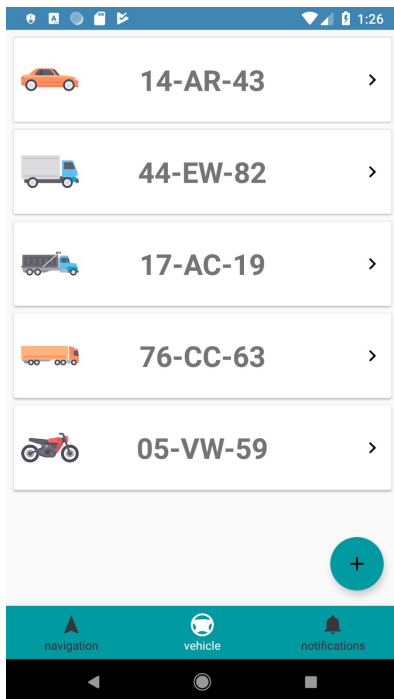 1:26
14-AR-43
44-EW-82
17-AC-19
76-CC-63
05-VW-59
+
navigation vehicle notifications